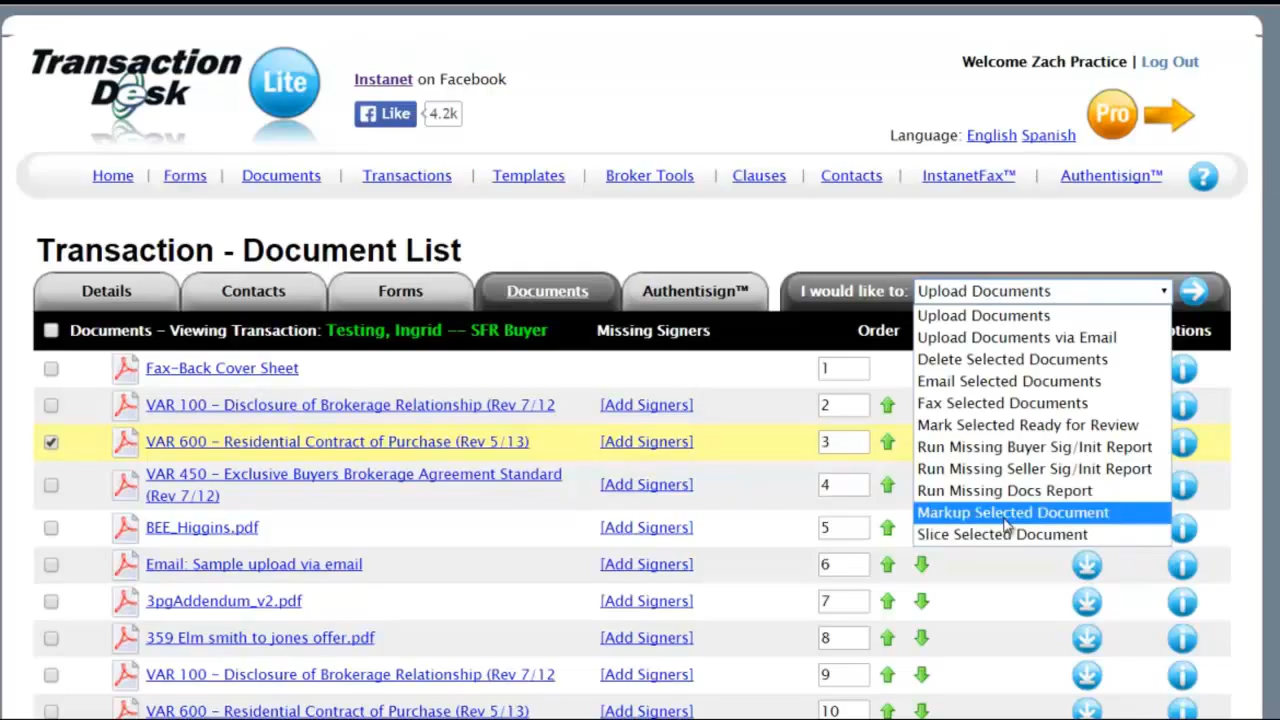 Transaction Desk Lite
Instanet on Facebook
Like 4.2k
Welcome Zach Practice | Log Out
Language: English Spanish
Pro
Home | Forms | Documents | Transactions | Templates | Broker Tools | Clauses | Contacts | InstanetFax™ | Authentisign™ ?
Transaction - Document List
Details Contacts Forms Documents Authentisign™ I would like to: Upload Documents
Documents - Viewing Transaction: Testing, Ingrid -- SFR Buyer Missing Signers Order
Upload Documents
Upload Documents via Email
Delete Selected Documents
Email Selected Documents
Fax Selected Documents
Mark Selected Ready for Review
Run Missing Buyer Sig/Init Report
Run Missing Seller Sig/Init Report
Run Missing Docs Report
Markup Selected Document
Slice Selected Document
Fax-Back Cover Sheet 1
VAR 100 - Disclosure of Brokerage Relationship (Rev 7/12 [Add Signers] 2
VAR 600 - Residential Contract of Purchase (Rev 5/13) [Add Signers] 3
VAR 450 - Exclusive Buyers Brokerage Agreement Standard
(Rev 7/12) [Add Signers] 4
BEE_Higgins.pdf [Add Signers] 5
Email: Sample upload via email [Add Signers] 6
3pgAddendum_v2.pdf [Add Signers] 7
359 Elm smith to jones offer.pdf [Add Signers] 8
VAR 100 - Disclosure of Brokerage Relationship (Rev 7/12 [Add Signers] 9
VAR 600 - Residential Contract of Purchase (Rev 5/13) [Add Signers] 10